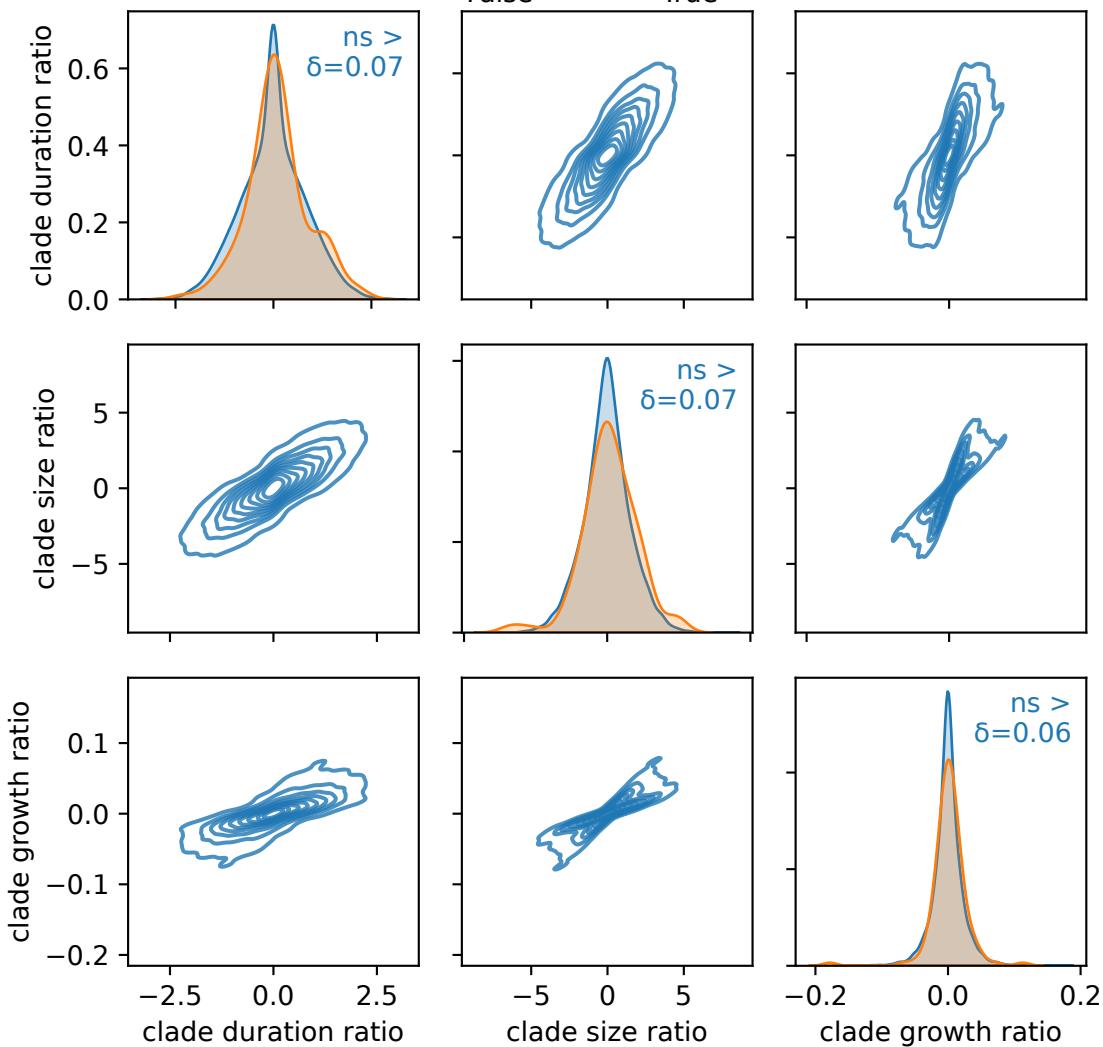 True
clade duration ratio
0.6
0.4
0.2
0.0
ns >
δ=0.07
clade size ratio
5
0
−5
ns >
δ=0.07
clade growth ratio
0.1
0.0
−0.1
−0.2
ns >
δ=0.06
−2.5 0.0 2.5
−5 0 5
−0.2 0.0 0.2
clade duration ratio
clade size ratio
clade growth ratio